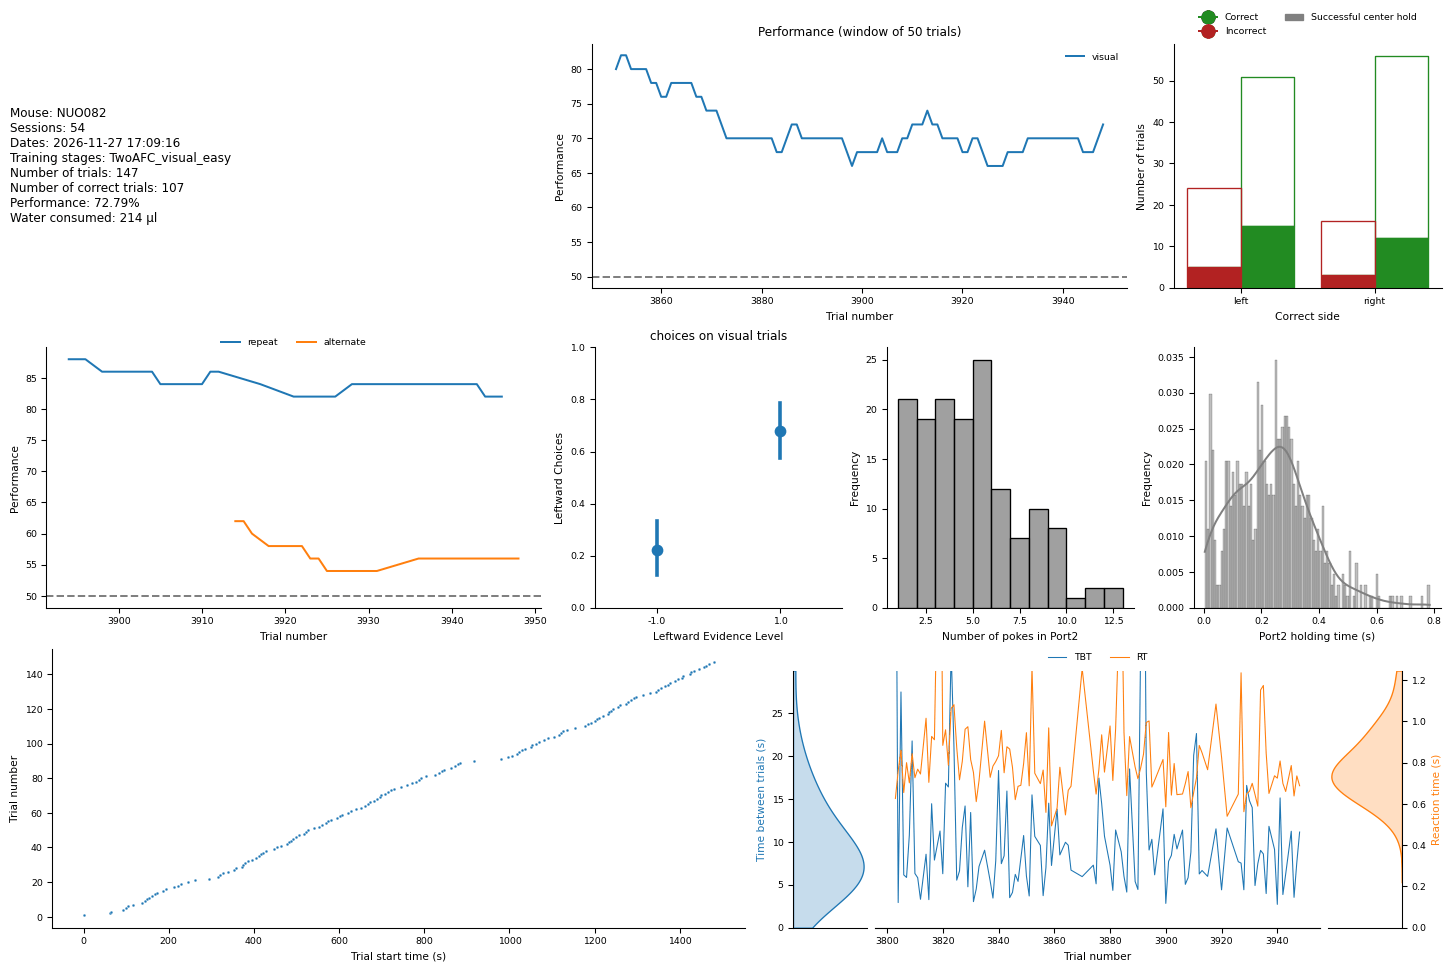 Mouse: NUO082
Sessions: 54
Dates: 2026-11-27 17:09:16
Training stages: TwoAFC_visual_easy
Number of trials: 147
Number of correct trials: 107
Performance: 72.79%
Water consumed: 214 µl
Performance (window of 50 trials)
visual
Performance
80
75
70
65
60
55
50
3860
3880
3900
3920
3940
Trial number
Correct
Incorrect
Successful center hold
Number of trials
50
40
30
20
10
0
left
right
Correct side
repeat
alternate
Performance
85
80
75
70
65
60
55
50
3900
3910
3920
3930
3940
3950
Trial number
choices on visual trials
Leftward Choices
1.0
0.8
0.6
0.4
0.2
0.0
-1.0
1.0
Leftward Evidence Level
Frequency
25
20
15
10
5
0
2.5
5.0
7.5
10.0
12.5
Number of pokes in Port2
Frequency
0.035
0.030
0.025
0.020
0.015
0.010
0.005
0.000
0.0
0.2
0.4
0.6
0.8
Port2 holding time (s)
Trial number
140
120
100
80
60
40
20
0
0
200
400
600
800
1000
1200
1400
Trial start time (s)
TBT
RT
Time between trials (s)
25
20
15
10
5
0
3800
3820
3840
3860
3880
3900
3920
3940
Trial number
1.2
1.0
0.8
0.6
0.4
0.2
0.0
Reaction time (s)